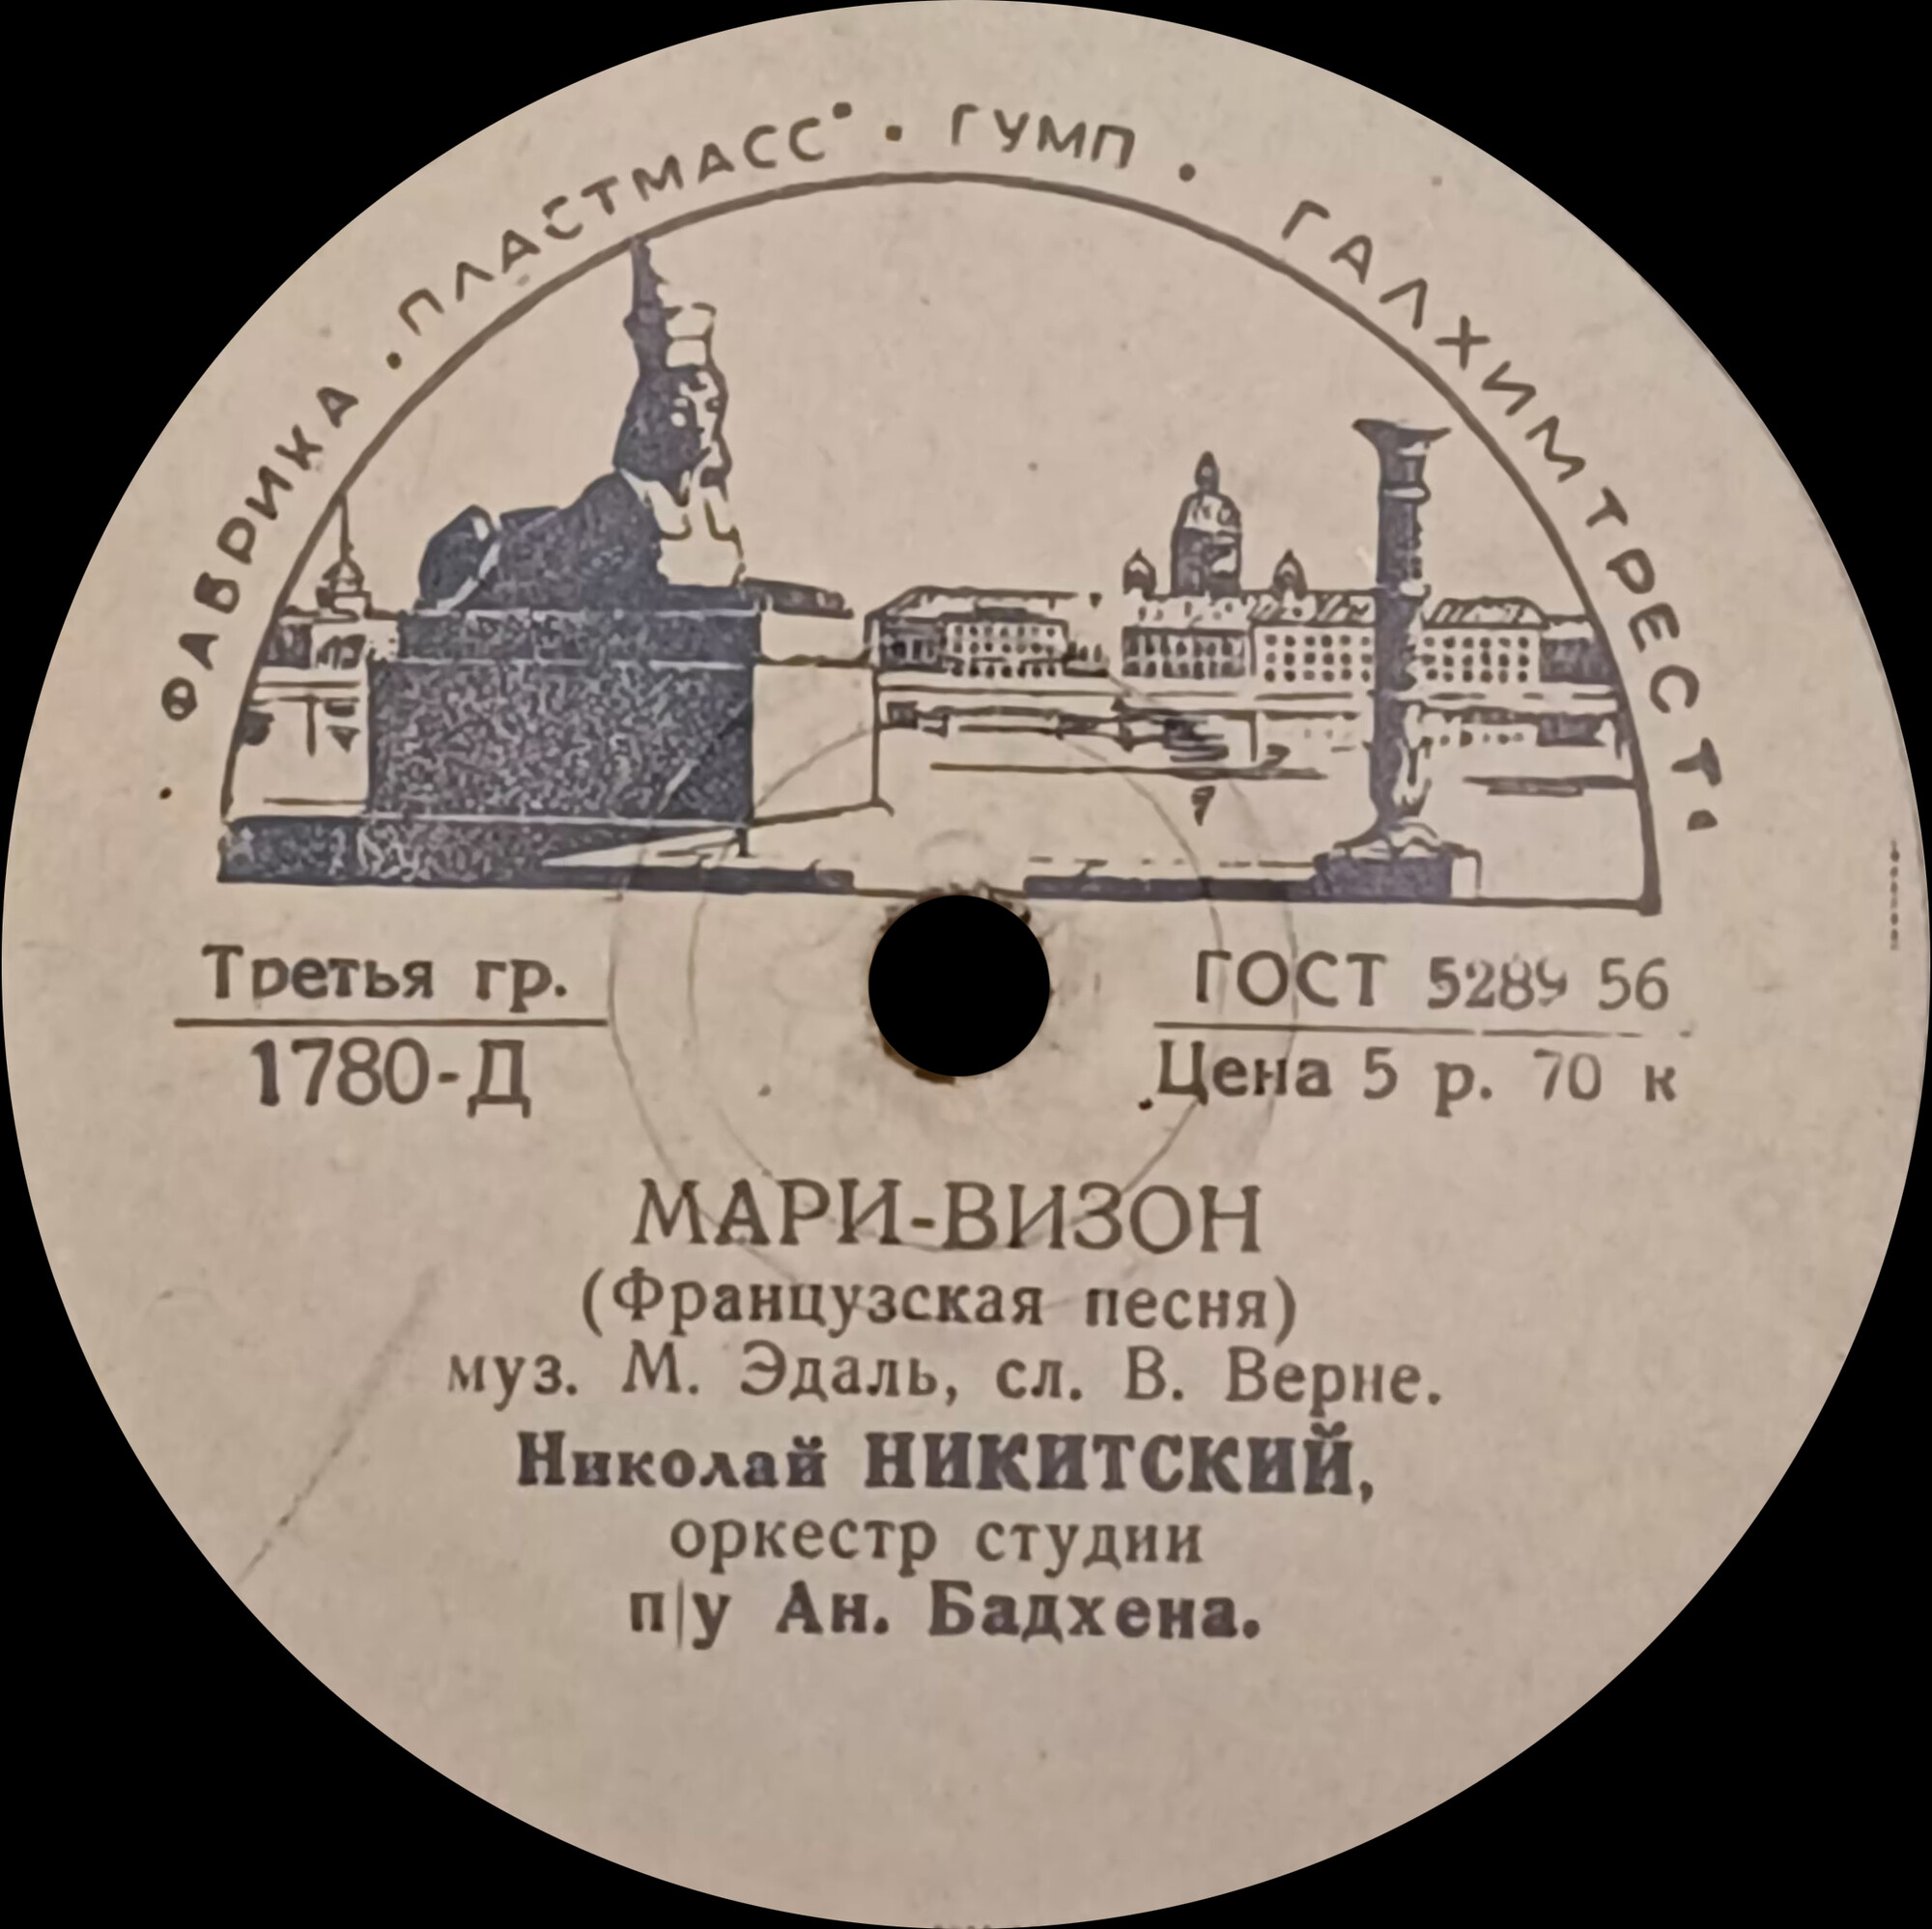 ФАБРИКА • ПЛАСТМАСС • ГУМП • ГАЛХИМТРЕСТА
Третья гр.
1780-Д
ГОСТ 5289 56
Цена 5 р. 70 к
МАРИ-ВИЗОН
(Французская песня)
муз. М. Эдаль, сл. В. Верне.
Николай НИКИТСКИЙ,
оркестр студии
п/у Ан. Бадхена.